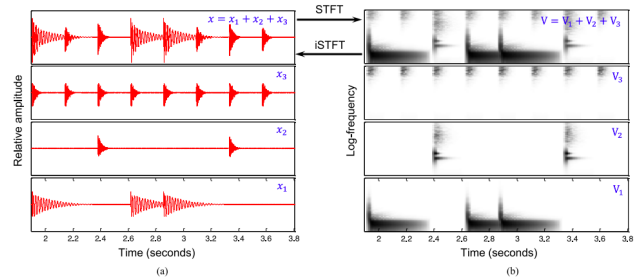 x = x₁ + x₂ + x₃
STFT
iSTFT
V = V₁ + V₂ + V₃
x₃
V₃
x₂
V₂
x₁
V₁
Relative amplitude
Log-frequency
2 2.2 2.4 2.6 2.8 3 3.2 3.4 3.6 3.8
2 2.2 2.4 2.6 2.8 3 3.2 3.4 3.6 3.8
Time (seconds)
Time (seconds)
(a)
(b)